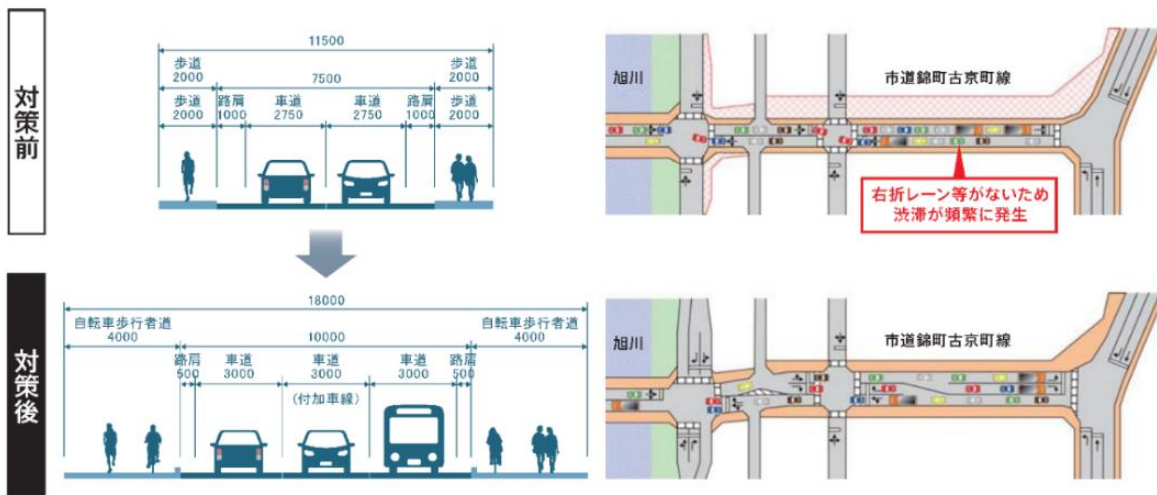 対策前
11500
歩道
2000
7500
歩道
2000
歩道
2000
路肩
1000
車道
2750
車道
2750
路肩
1000
歩道
2000
旭川
市道錦町古京町線
右折レーン等がないため
渋滞が頻繁に発生
対策後
18000
自転車歩行者道
4000
10000
自転車歩行者道
4000
路肩
500
車道
3000
車道
3000
(付加車線)
車道
3000
路肩
500
旭川
市道錦町古京町線